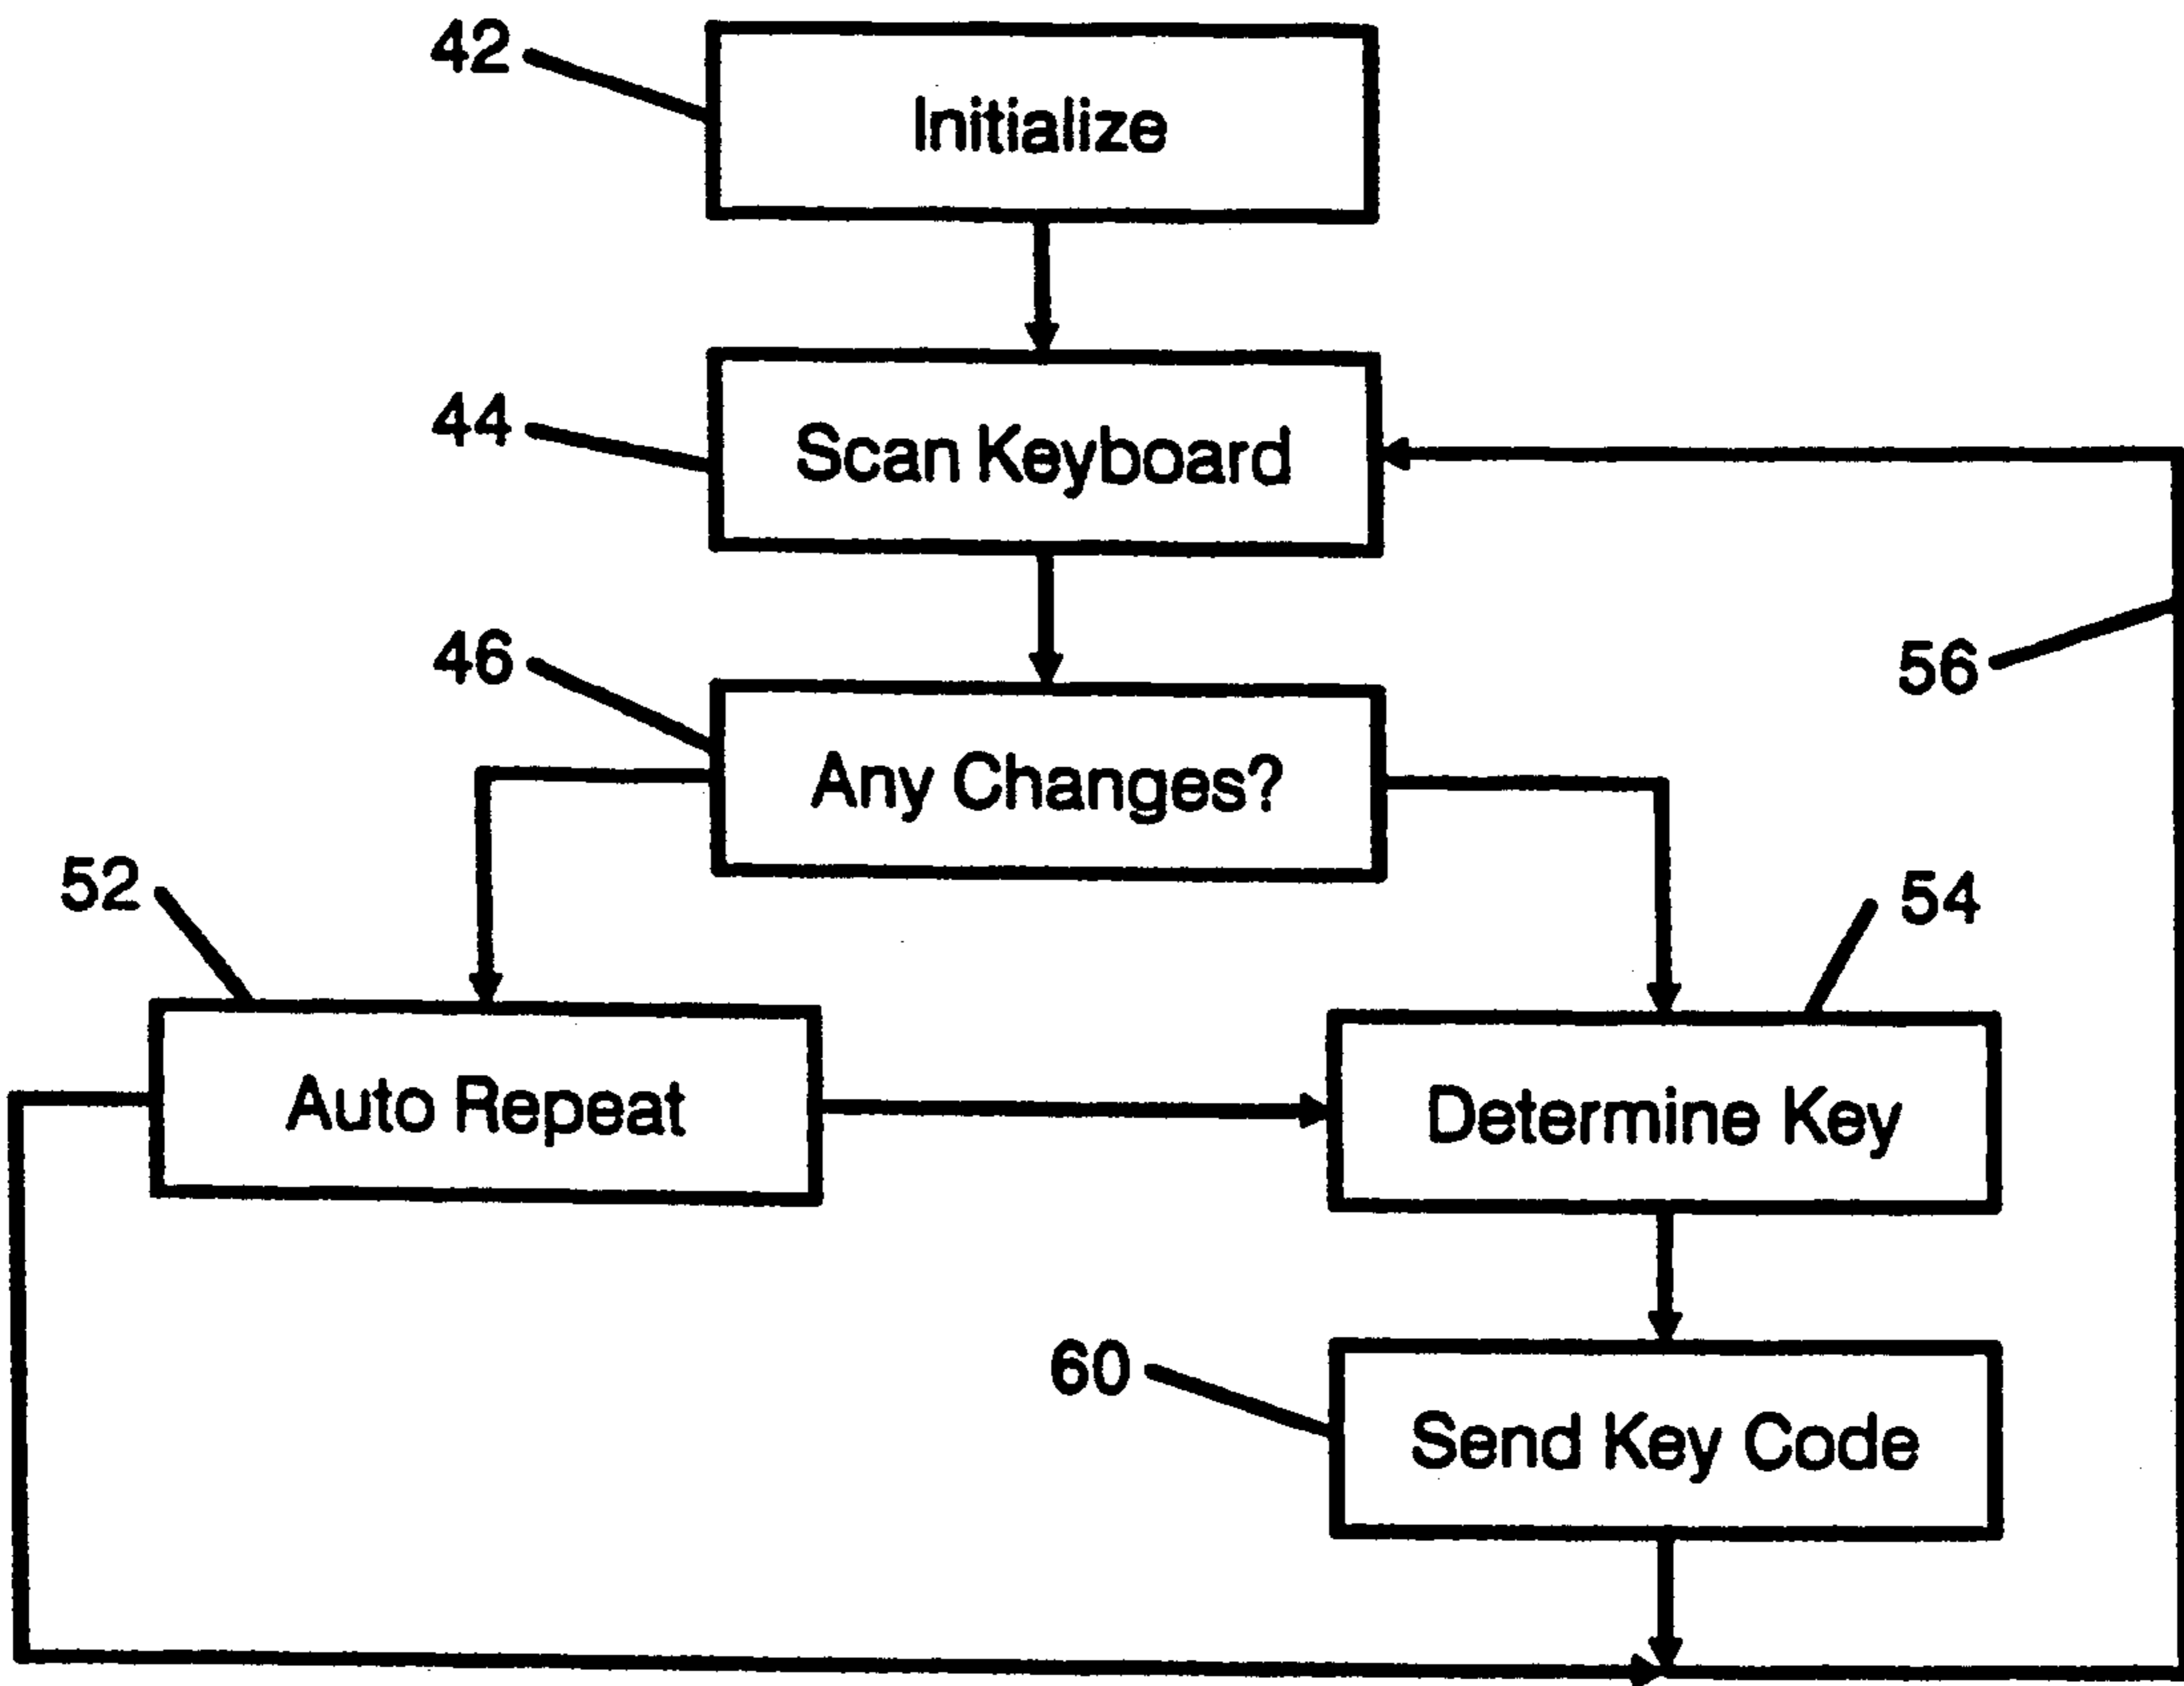 42
Initialize
44
Scan Keyboard
46
56
Any Changes?
52
54
Auto Repeat
Determine Key
60
Send Key Code